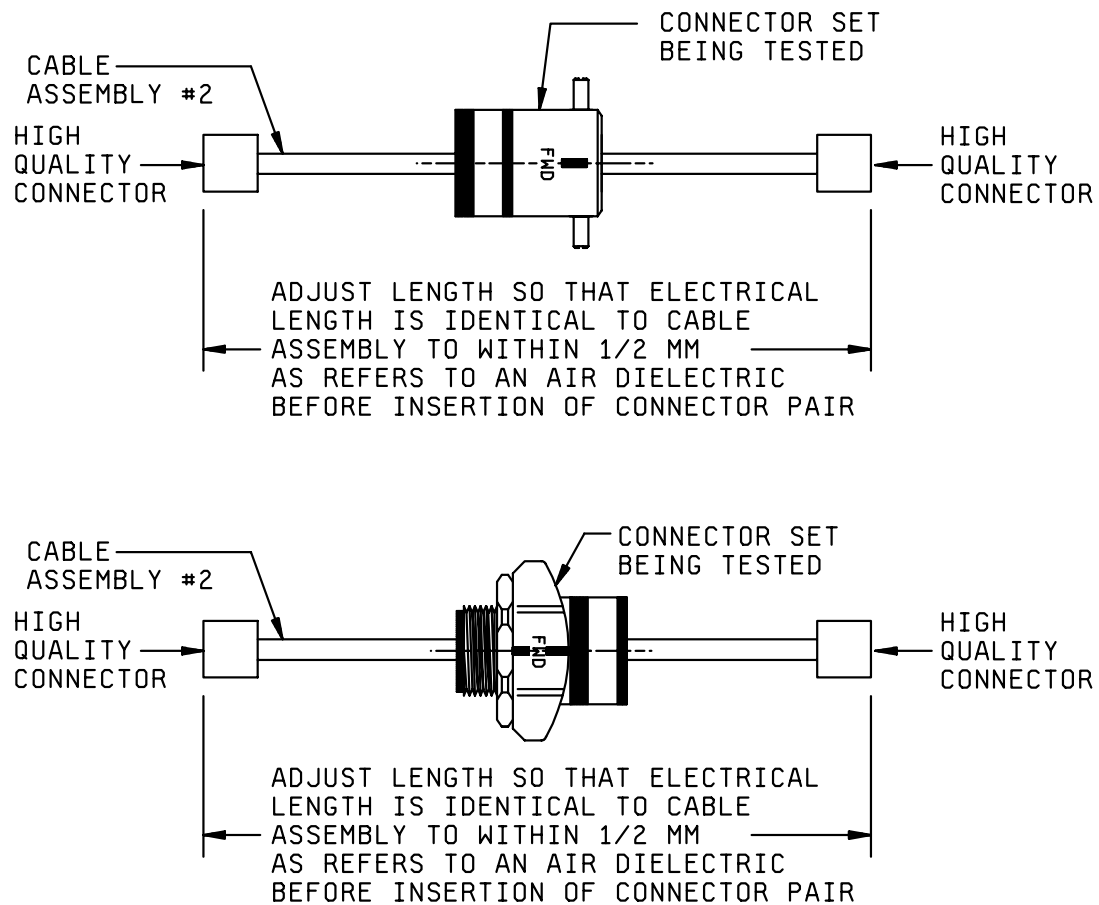 CONNECTOR SET
BEING TESTED
CABLE
ASSEMBLY #2
HIGH
QUALITY
CONNECTOR
FWD
HIGH
QUALITY
CONNECTOR
ADJUST LENGTH SO THAT ELECTRICAL
LENGTH IS IDENTICAL TO CABLE
ASSEMBLY TO WITHIN 1/2 MM
AS REFERS TO AN AIR DIELECTRIC
BEFORE INSERTION OF CONNECTOR PAIR
CONNECTOR SET
BEING TESTED
CABLE
ASSEMBLY #2
HIGH
QUALITY
CONNECTOR
FWD
HIGH
QUALITY
CONNECTOR
ADJUST LENGTH SO THAT ELECTRICAL
LENGTH IS IDENTICAL TO CABLE
ASSEMBLY TO WITHIN 1/2 MM
AS REFERS TO AN AIR DIELECTRIC
BEFORE INSERTION OF CONNECTOR PAIR